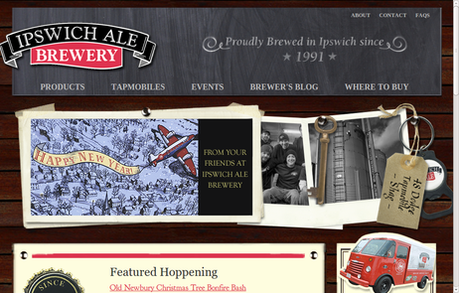 ABOUT CONTACT FAQS
IPSWICH ALE
BREWERY
Proudly Brewed in Ipswich since
1991
PRODUCTS TAPMOBILES EVENTS BREWER'S BLOG WHERE TO BUY
HAPPY NEW YEAR!
FROM YOUR
FRIENDS AT
IPSWICH ALE
BREWERY
Featured Hoppening
Old Newbury Christmas Tree Bonfire Bash
SINCE